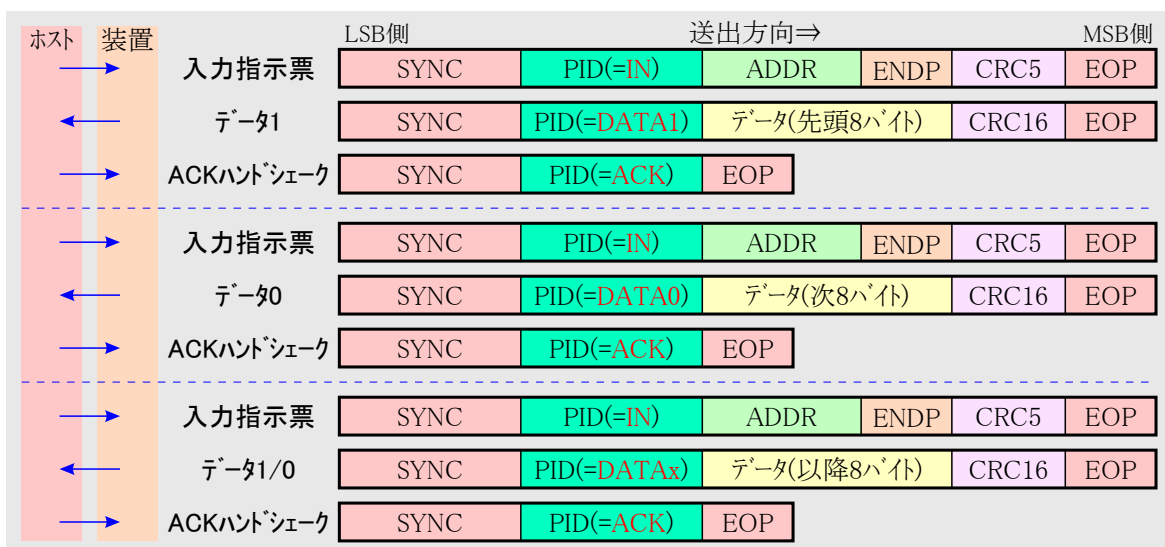 ホスト 装置 LSB側 送出方向⇒ MSB側
入力指示票 SYNC PID(=IN) ADDR ENDP CRC5 EOP
データ1 SYNC PID(=DATA1) データ(先頭8バイト) CRC16 EOP
ACKハンドシェーク SYNC PID(=ACK) EOP
入力指示票 SYNC PID(=IN) ADDR ENDP CRC5 EOP
データ0 SYNC PID(=DATA0) データ(次8バイト) CRC16 EOP
ACKハンドシェーク SYNC PID(=ACK) EOP
入力指示票 SYNC PID(=IN) ADDR ENDP CRC5 EOP
データ1/0 SYNC PID(=DATAx) データ(以降8バイト) CRC16 EOP
ACKハンドシェーク SYNC PID(=ACK) EOP